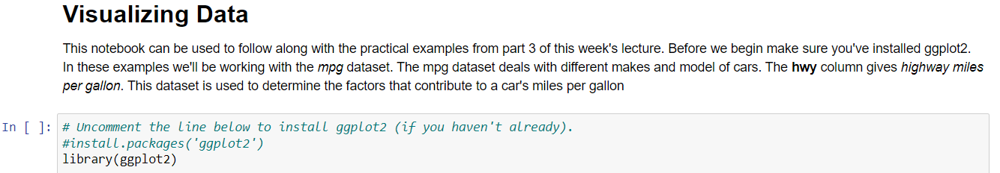 Visualizing Data
This notebook can be used to follow along with the practical examples from part 3 of this week's lecture. Before we begin make sure you've installed ggplot2.
In these examples we'll be working with the mpg dataset. The mpg dataset deals with different makes and model of cars. The hwy column gives highway miles
per gallon. This dataset is used to determine the factors that contribute to a car's miles per gallon
In [ ]: # Uncomment the line below to install ggplot2 (if you haven't already).
#install.packages('ggplot2')
library(ggplot2)